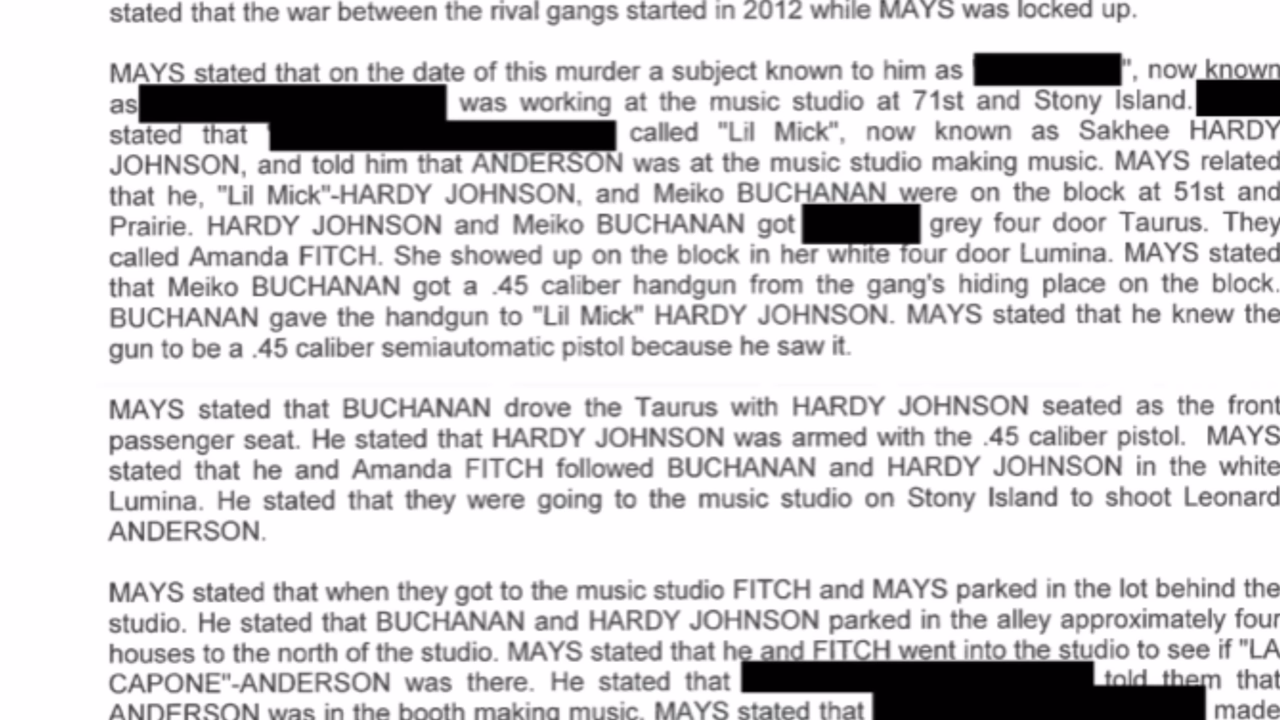 stated that the war between the rival gangs started in 2012 while MAYS was locked up.
MAYS stated that on the date of this murder a subject known to him as ", now known
as was working at the music studio at 71st and Stony Island.
stated that called "Lil Mick", now known as Sakhee HARDY
JOHNSON, and told him that ANDERSON was at the music studio making music. MAYS related
that he, "Lil Mick"-HARDY JOHNSON, and Meiko BUCHANAN were on the block at 51st and
Prairie. HARDY JOHNSON and Meiko BUCHANAN got grey four door Taurus. They
called Amanda FITCH. She showed up on the block in her white four door Lumina. MAYS stated
that Meiko BUCHANAN got a .45 caliber handgun from the gang's hiding place on the block.
BUCHANAN gave the handgun to "Lil Mick" HARDY JOHNSON. MAYS stated that he knew the
gun to be a .45 caliber semiautomatic pistol because he saw it.
MAYS stated that BUCHANAN drove the Taurus with HARDY JOHNSON seated as the front
passenger seat. He stated that HARDY JOHNSON was armed with the .45 caliber pistol. MAYS
stated that he and Amanda FITCH followed BUCHANAN and HARDY JOHNSON in the white
Lumina. He stated that they were going to the music studio on Stony Island to shoot Leonard
ANDERSON.
MAYS stated that when they got to the music studio FITCH and MAYS parked in the lot behind the
studio. He stated that BUCHANAN and HARDY JOHNSON parked in the alley approximately four
houses to the north of the studio. MAYS stated that he and FITCH went into the studio to see if "LA
CAPONE"-ANDERSON was there. He stated that told them that
ANDERSON was in the booth making music. MAYS stated that made